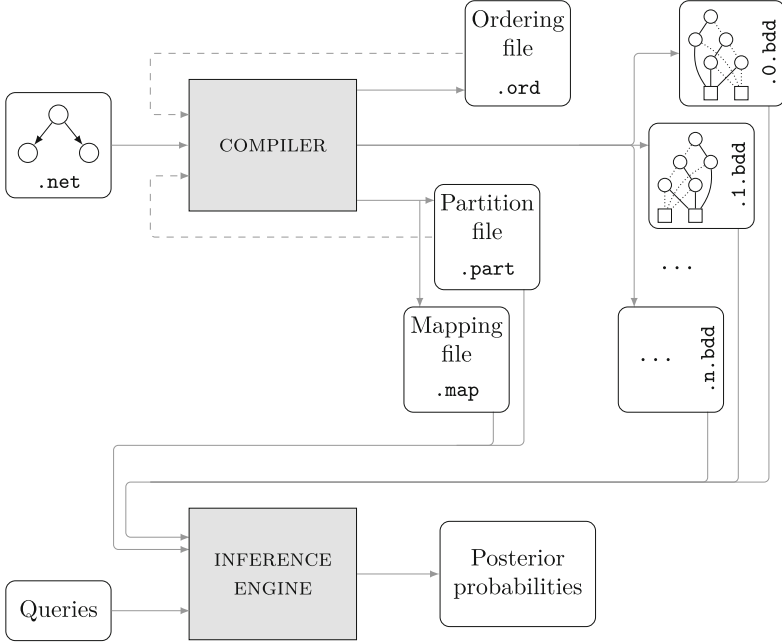 Ordering
file
.ord
.0.bdd
.net
COMPILER
.1.bdd
Partition
file
.part
...
Mapping
file
.map
...
.n.bdd
INFERENCE
ENGINE
Posterior
probabilities
Queries